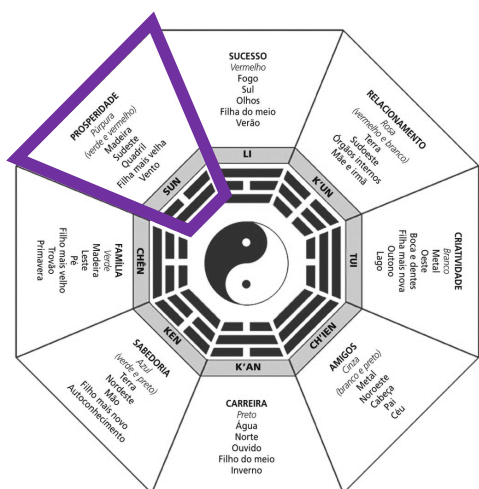 SUCESSO
Vermelho
Fogo
Sul
Olhos
Filha do meio
Verão
LI
RELACIONAMENTO
Rosa
(vermelho e branco)
Terra
Sudoeste
Órgãos internos
Mãe e irmã
K'UN
CRIATIVIDADE
Branco
Metal
Oeste
Boca e dentes
Filha mais nova
Outono
Lago
TUI
AMIGOS
Cinza
(branco e preto)
Metal
Noroeste
Cabeça
Pai
Céu
CH'IEN
K'AN
CARREIRA
Preto
Água
Norte
Ouvido
Filho do meio
Inverno
KEN
SABEDORIA
Azul
(verde e preto)
Terra
Nordeste
Mão
Filho mais novo
Autoconhecimento
CHÊN
FAMÍLIA
Verde
Madeira
Leste
Pé
Filho mais velho
Trovão
Primavera
PROSPERIDADE
Púrpura
(verde e vermelho)
Madeira
Sudeste
Quadril
Filha mais velha
Vento
SUN